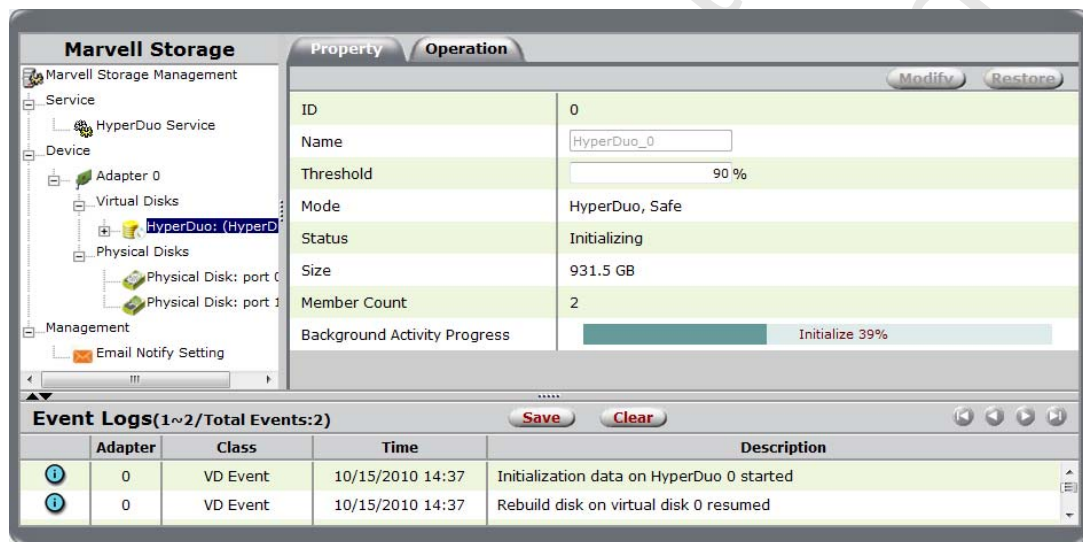 Marvell Storage
Marvell Storage Management
Service
HyperDuo Service
Device
Adapter 0
Virtual Disks
HyperDuo: (HyperD
Physical Disks
Physical Disk: port 0
Physical Disk: port 1
Management
Email Notify Setting
Property Operation
Modify Restore
ID 0
Name HyperDuo_0
Threshold 90 %
Mode HyperDuo, Safe
Status Initializing
Size 931.5 GB
Member Count 2
Background Activity Progress Initialize 39%
Event Logs(1~2/Total Events:2) Save Clear
Adapter Class Time Description
0 VD Event 10/15/2010 14:37 Initialization data on HyperDuo 0 started
0 VD Event 10/15/2010 14:37 Rebuild disk on virtual disk 0 resumed